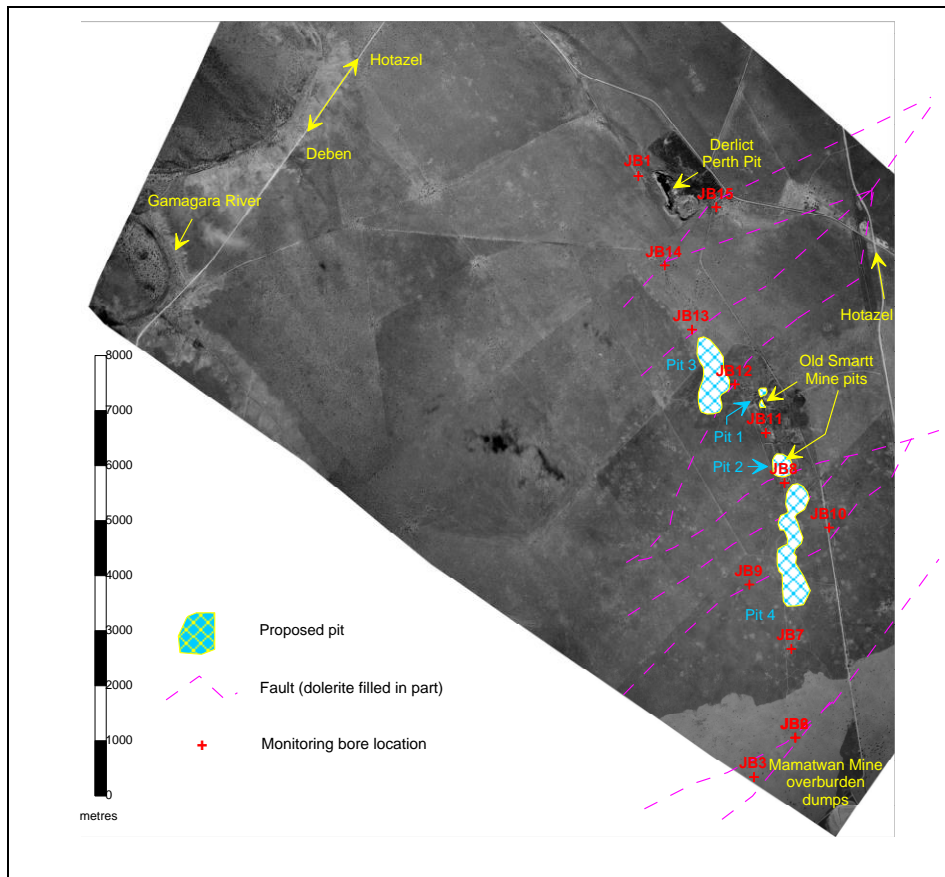 Hotazel
Derlict
Perth Pit
Deben
JB1
Gamagara River
JB15
JB14
Hotazel
JB13
8000
Pit 3
Old Smartt
Mine pits
JB12
7000
Pit 1
JB11
6000
Pit 2
JB8
5000
JB10
4000
JB9
Pit 4
3000
Proposed pit
JB7
2000
Fault (dolerite filled in part)
1000
Monitoring bore location
JB3
Mamatwan Mine
overburden
dumps
0
metres